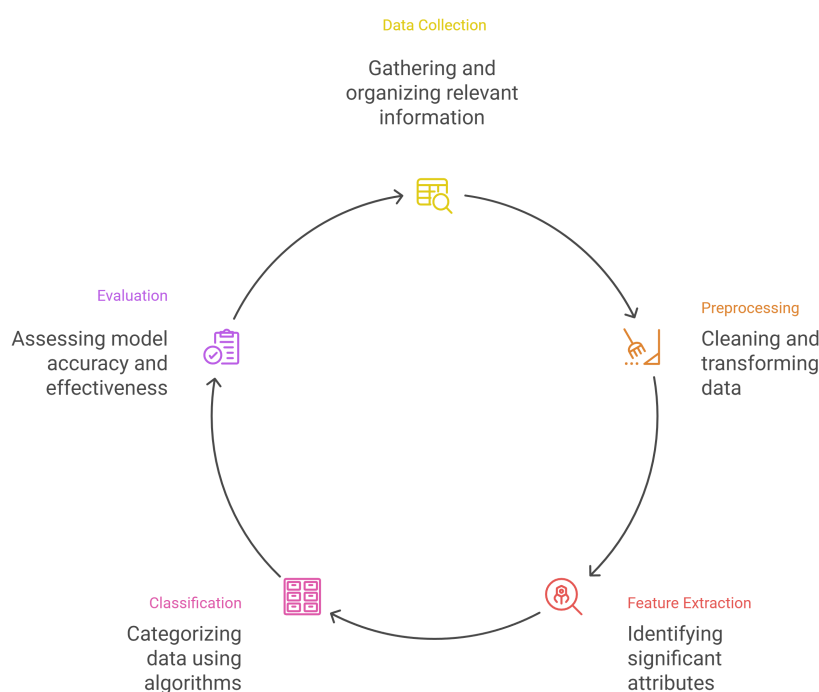 Data Collection
Gathering and
organizing relevant
information
Preprocessing
Cleaning and
transforming
data
Feature Extraction
Identifying
significant
attributes
Classification
Categorizing
data using
algorithms
Evaluation
Assessing model
accuracy and
effectiveness